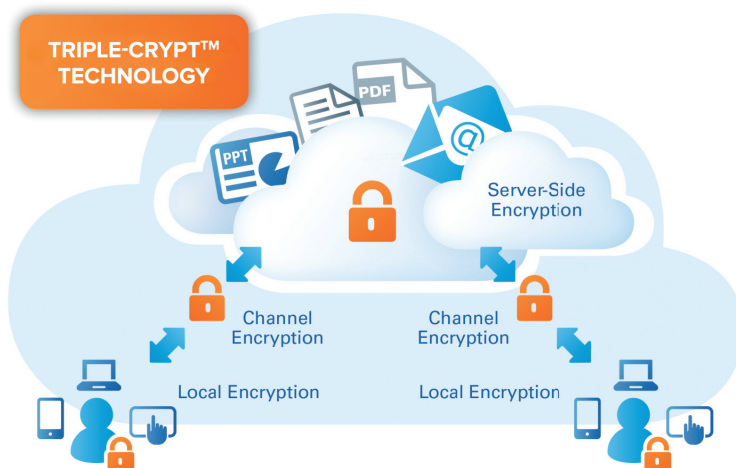 TRIPLE-CRYPT™
TECHNOLOGY
PDF
@
PPT
Server-Side
Encryption
Channel
Encryption
Channel
Encryption
Local Encryption
Local Encryption